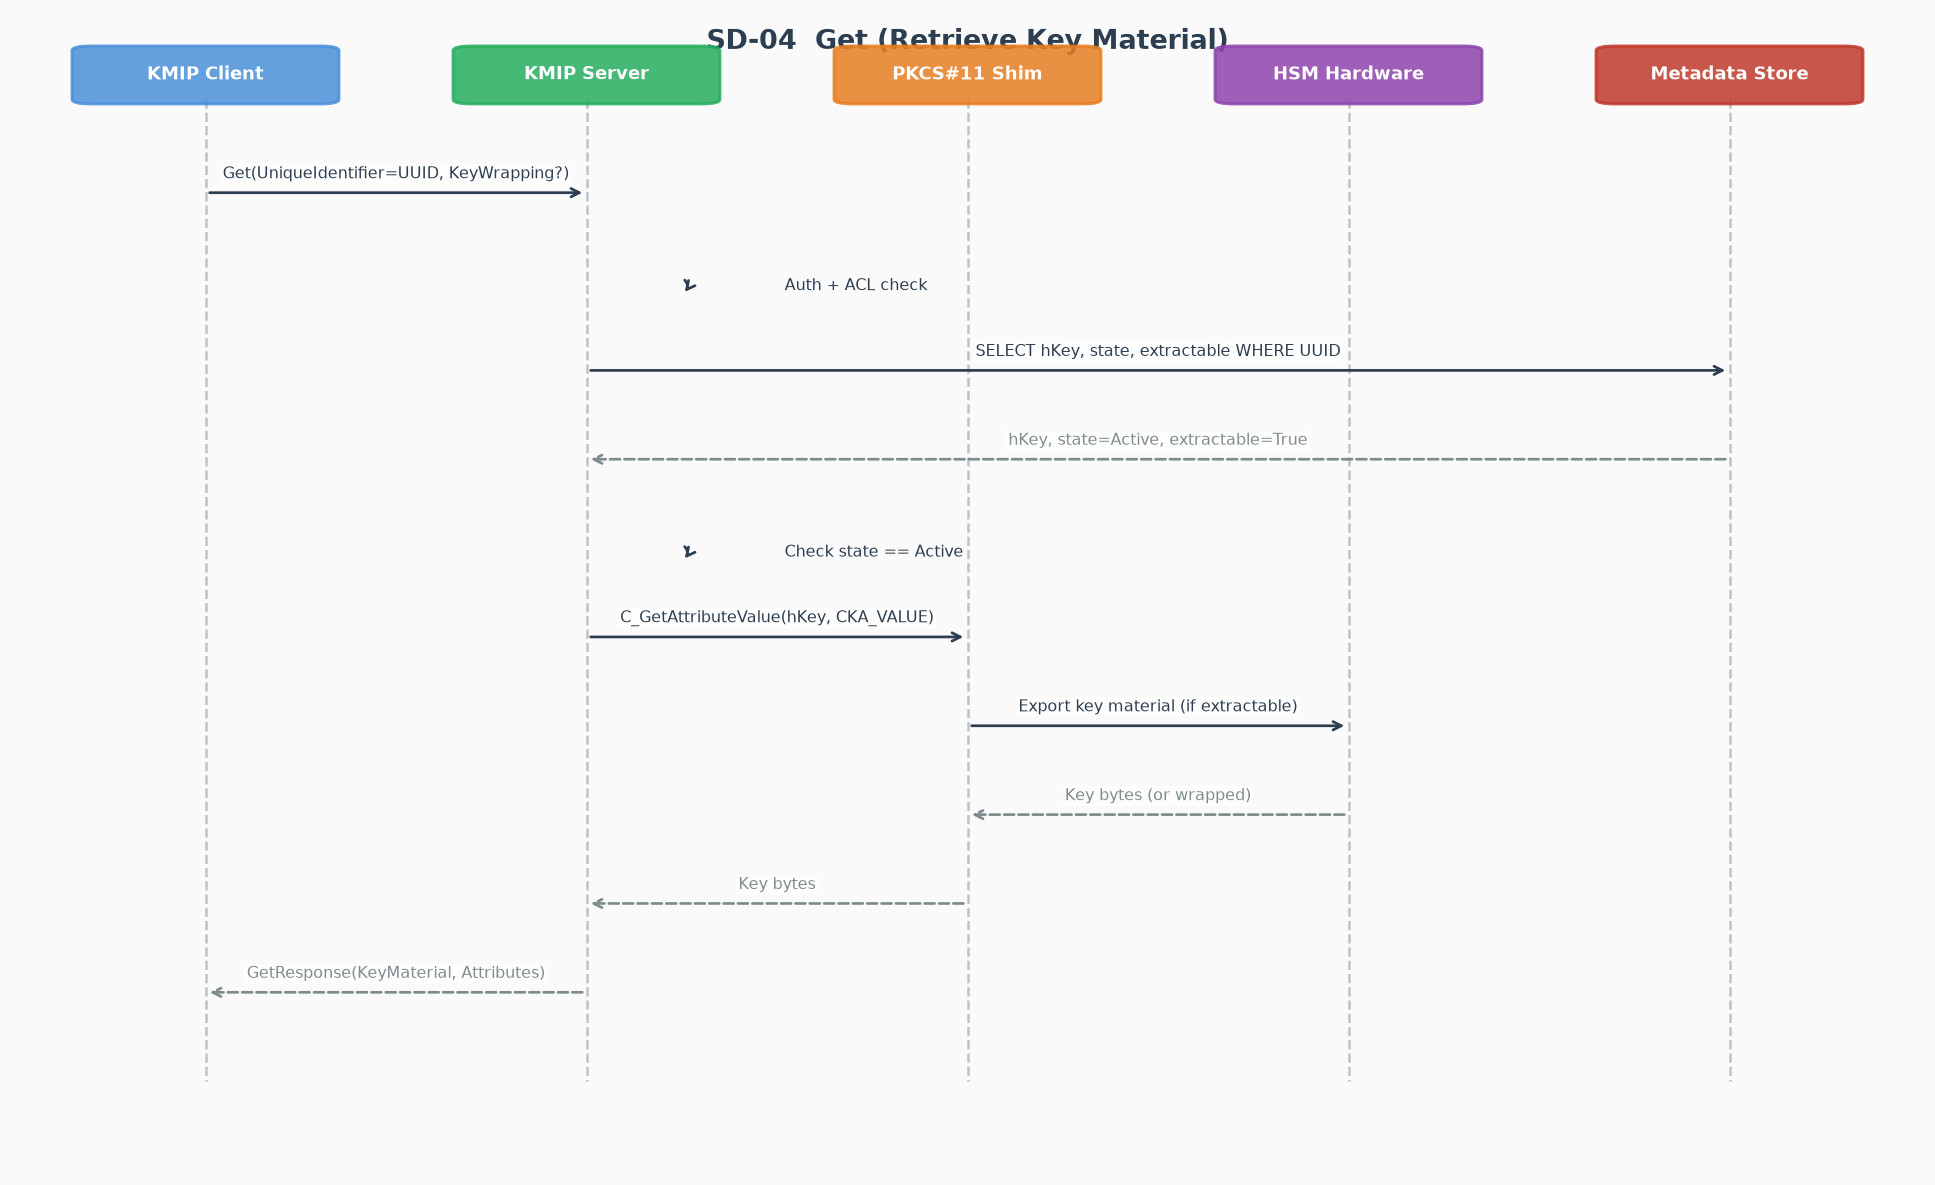 SD-04  Get (Retrieve Key Material)
KMIP Client
KMIP Server
PKCS#11 Shim
HSM Hardware
Metadata Store
Get(UniqueIdentifier=UUID, KeyWrapping?)
Auth + ACL check
SELECT hKey, state, extractable WHERE UUID
hKey, state=Active, extractable=True
Check state == Active
C_GetAttributeValue(hKey, CKA_VALUE)
Export key material (if extractable)
Key bytes (or wrapped)
Key bytes
GetResponse(KeyMaterial, Attributes)